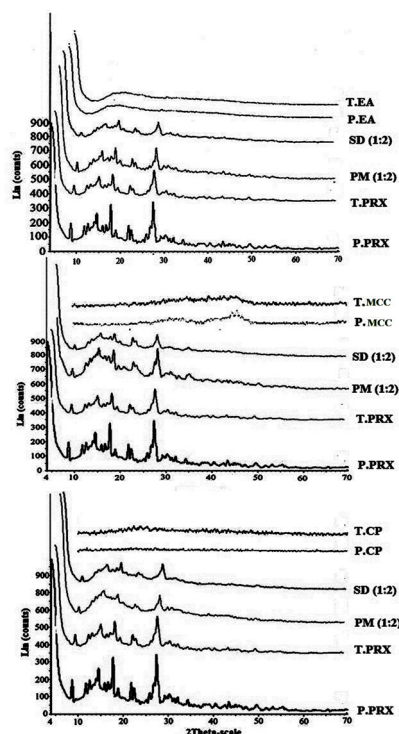 T.EA
P.EA
SD (1:2)
PM (1:2)
T.PRX
P.PRX
Lin (counts)
900
800
700
600
500
400
300
200
100
0
4
10
20
30
40
50
60
70
T.MCC
P.MCC
SD (1:2)
PM (1:2)
T.PRX
P.PRX
Lin (counts)
900
800
700
600
500
400
300
200
100
0
4
10
20
30
40
50
60
70
T.CP
P.CP
SD (1:2)
PM (1:2)
T.PRX
P.PRX
Lin (counts)
900
800
700
600
500
400
300
200
100
0
4
10
20
30
40
50
60
70
2Theta-scale